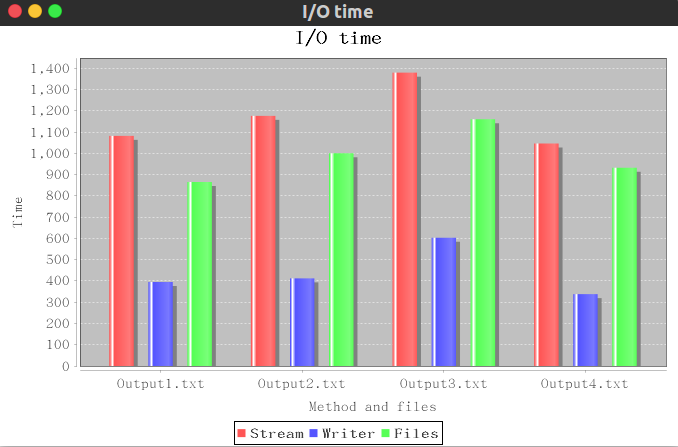 I/O time
I/O time
1,400
1,300
1,200
1,100
1,000
900
800
700
600
500
400
300
200
100
0
Time
Output1.txt Output2.txt Output3.txt Output4.txt
Method and files
Stream Writer Files